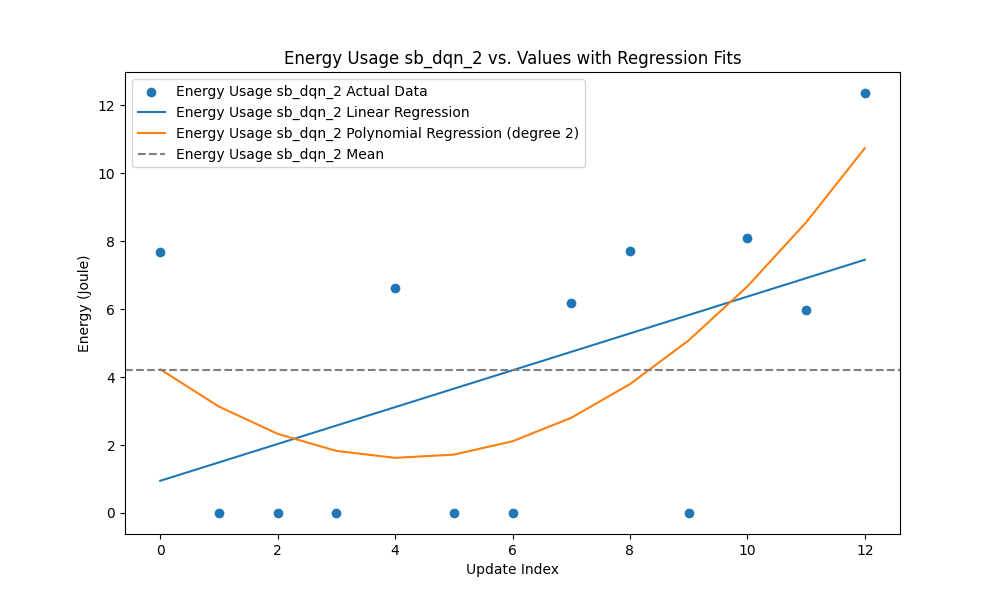 Energy Usage sb_dqn_2 vs. Values with Regression Fits
Energy Usage sb_dqn_2 Actual Data
Energy Usage sb_dqn_2 Linear Regression
Energy Usage sb_dqn_2 Polynomial Regression (degree 2)
Energy Usage sb_dqn_2 Mean
12
10
8
6
4
2
0
Energy (Joule)
0 2 4 6 8 10 12
Update Index